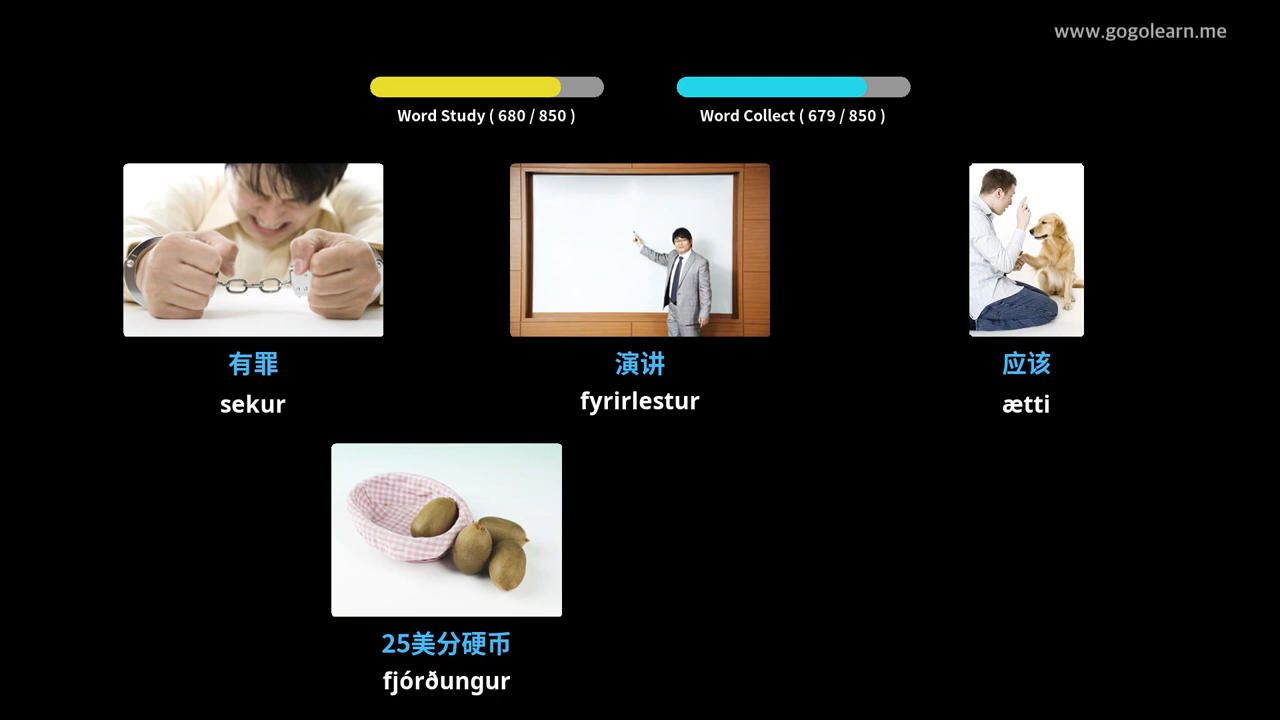 www.gogolearn.me
Word Study ( 680 / 850 )
Word Collect ( 679 / 850 )
有罪
sekur
演讲
fyrirlestur
应该
ætti
25美分硬币
fjórðungur